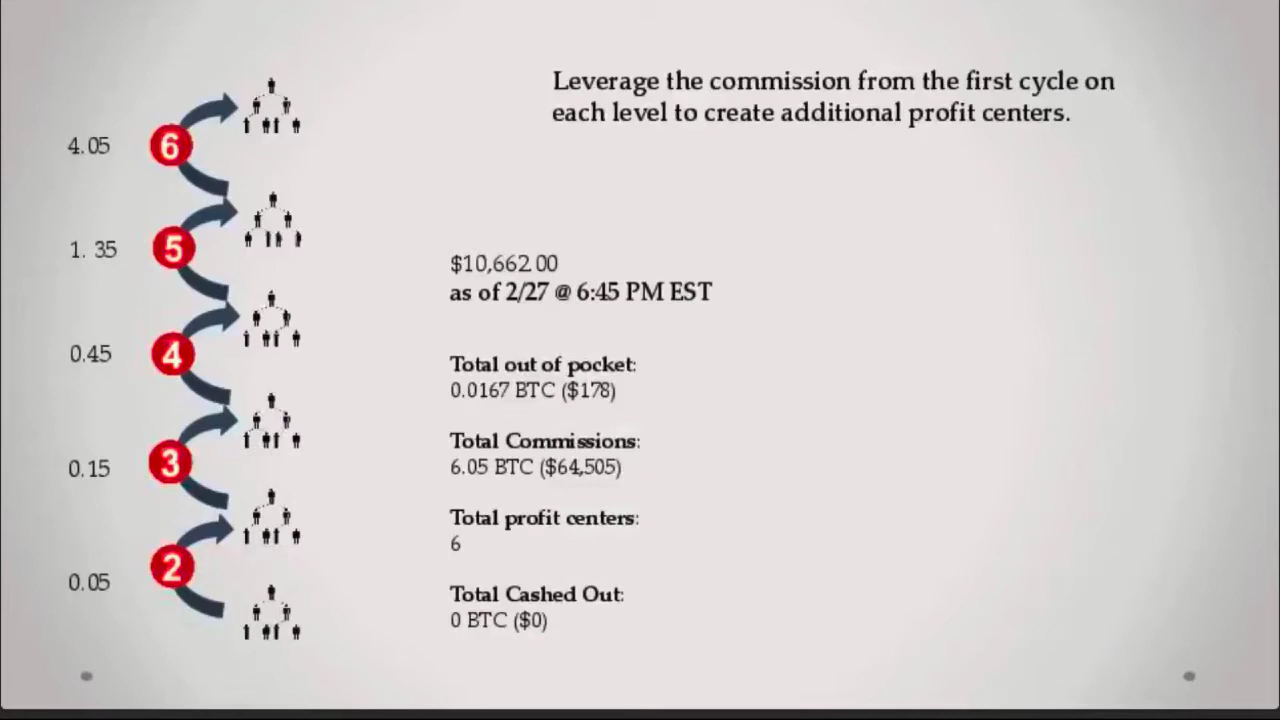 Leverage the commission from the first cycle on
each level to create additional profit centers.
4.05
6
1. 35
5
0.45
4
0.15
3
0.05
2
$10,662.00
as of 2/27 @ 6:45 PM EST
Total out of pocket:
0.0167 BTC ($178)
Total Commissions:
6.05 BTC ($64,505)
Total profit centers:
6
Total Cashed Out:
0 BTC ($0)